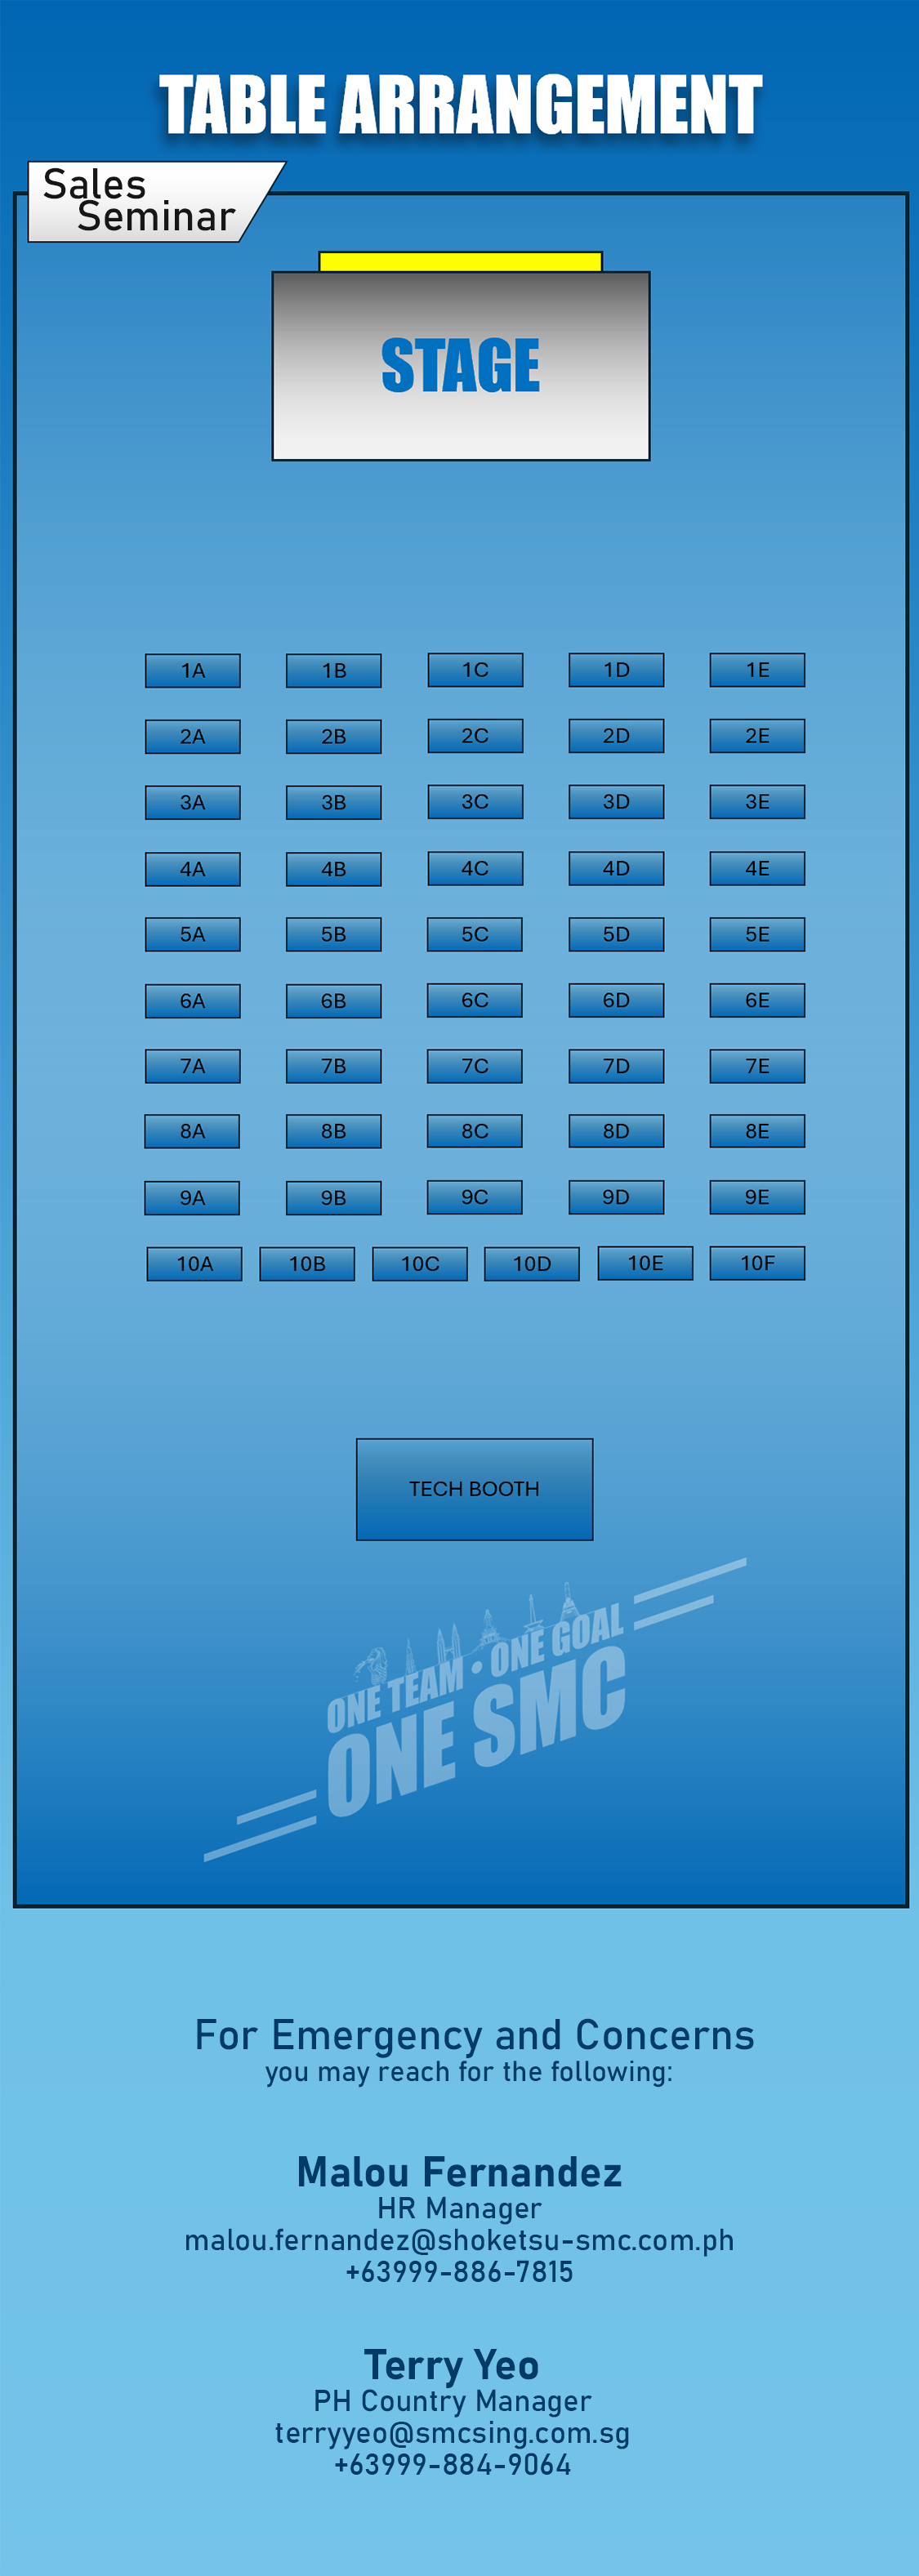 TABLE ARRANGEMENT
Sales
Seminar
STAGE
1A 1B 1C 1D 1E
2A 2B 2C 2D 2E
3A 3B 3C 3D 3E
4A 4B 4C 4D 4E
5A 5B 5C 5D 5E
6A 6B 6C 6D 6E
7A 7B 7C 7D 7E
8A 8B 8C 8D 8E
9A 9B 9C 9D 9E
10A 10B 10C 10D 10E 10F
TECH BOOTH
ONE TEAM • ONE GOAL
ONE SMC
For Emergency and Concerns
you may reach for the following:
Malou Fernandez
HR Manager
malou.fernandez@shoketsu-smc.com.ph
+63999-886-7815
Terry Yeo
PH Country Manager
terryyeo@smcsing.com.sg
+63999-884-9064